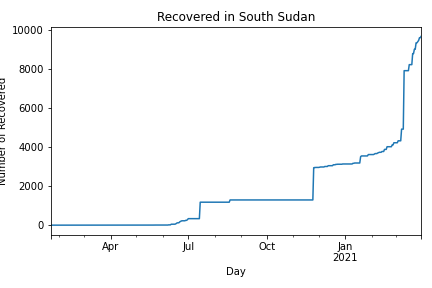 Recovered in South Sudan
10000
8000
6000
4000
2000
0
Number of Recovered
Apr
Jul
Oct
Jan
2021
Day